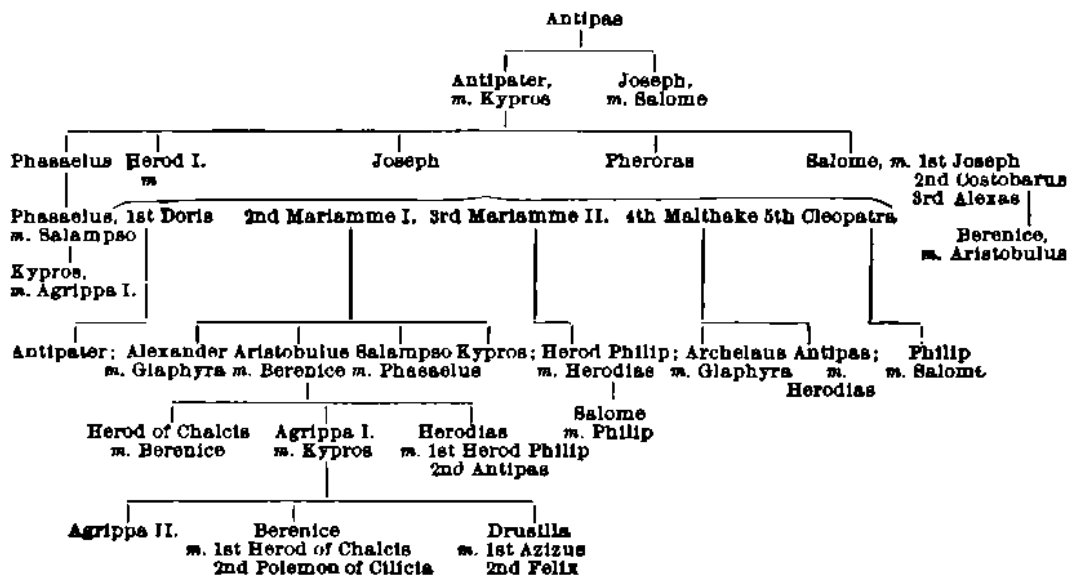 Antipas
Antipater, Joseph,
m. Kypros m. Salome
Phasaelus Herod I. Joseph Pheroras Salome, m. 1st Joseph
m 2nd Costobarus
3rd Alexas
Phasaelus, 1st Doris 2nd Mariamme I. 3rd Mariamme II. 4th Malthake 5th Cleopatra
m. Salampso Berenice,
m. Aristobulus
Kypros,
m. Agrippa I.
Antipater; Alexander Aristobulus Salampso Kypros; Herod Philip; Archelaus Antipas; Philip
m. Glaphyra m. Berenice m. Phasaelus m. Herodias m. Glaphyra m. m. Salome
Herodias
Salome
m. Philip
Herod of Chalcis Agrippa I. Herodias
m. Berenice m. Kypros m. 1st Herod Philip
2nd Antipas
Agrippa II. Berenice Drusilla
m. 1st Herod of Chalcis m. 1st Azizus
2nd Polemon of Cilicia 2nd Felix